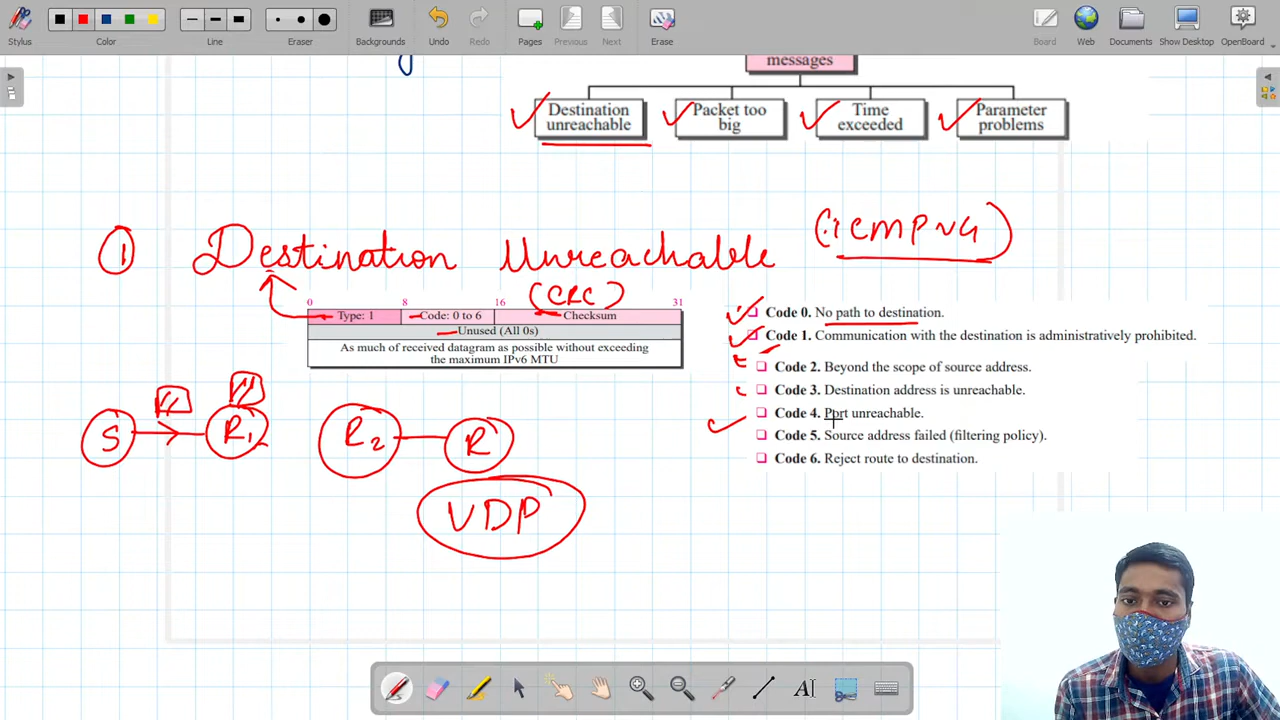 Stylus
Color
Line
Eraser
Backgrounds
Undo
Redo
Pages
Previous
Next
Erase
Board
Web
Documents
Show Desktop
OpenBoard
messages
Destination
unreachable
Packet too
big
Time
exceeded
Parameter
problems
① Destination Unreachable (ICMPv4)
(CRC)
0 8 16 31
Type: 1 Code: 0 to 6 Checksum
Unused (All 0s)
As much of received datagram as possible without exceeding
the maximum IPv6 MTU
Code 0. No path to destination.
Code 1. Communication with the destination is administratively prohibited.
Code 2. Beyond the scope of source address.
Code 3. Destination address is unreachable.
Code 4. Port unreachable.
Code 5. Source address failed (filtering policy).
Code 6. Reject route to destination.
S R1 R2 R
UDP